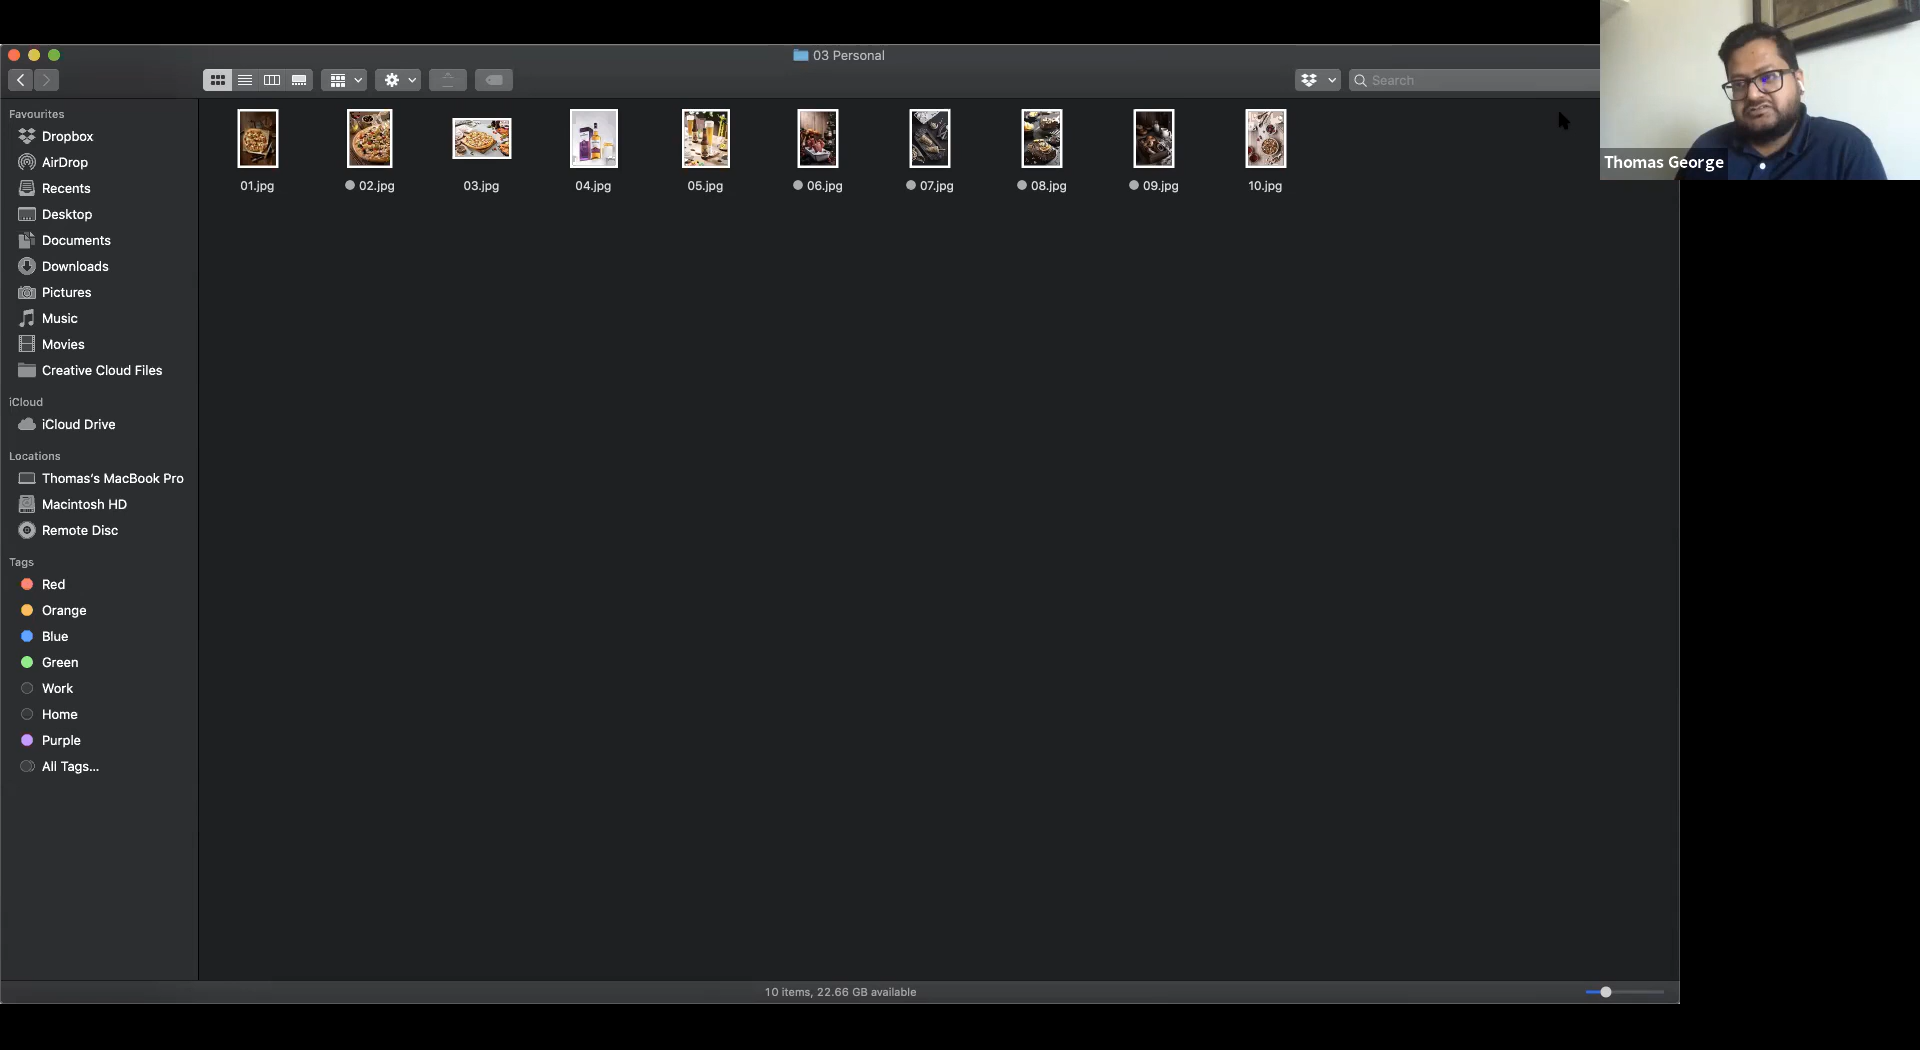 03 Personal
Search
Favourites
Dropbox
AirDrop
Recents
Desktop
Documents
Downloads
Pictures
Music
Movies
Creative Cloud Files
iCloud
iCloud Drive
Locations
Thomas's MacBook Pro
Macintosh HD
Remote Disc
Tags
Red
Orange
Blue
Green
Work
Home
Purple
All Tags...
01.jpg
02.jpg
03.jpg
04.jpg
05.jpg
06.jpg
07.jpg
08.jpg
09.jpg
10.jpg
10 items, 22.66 GB available
Thomas George